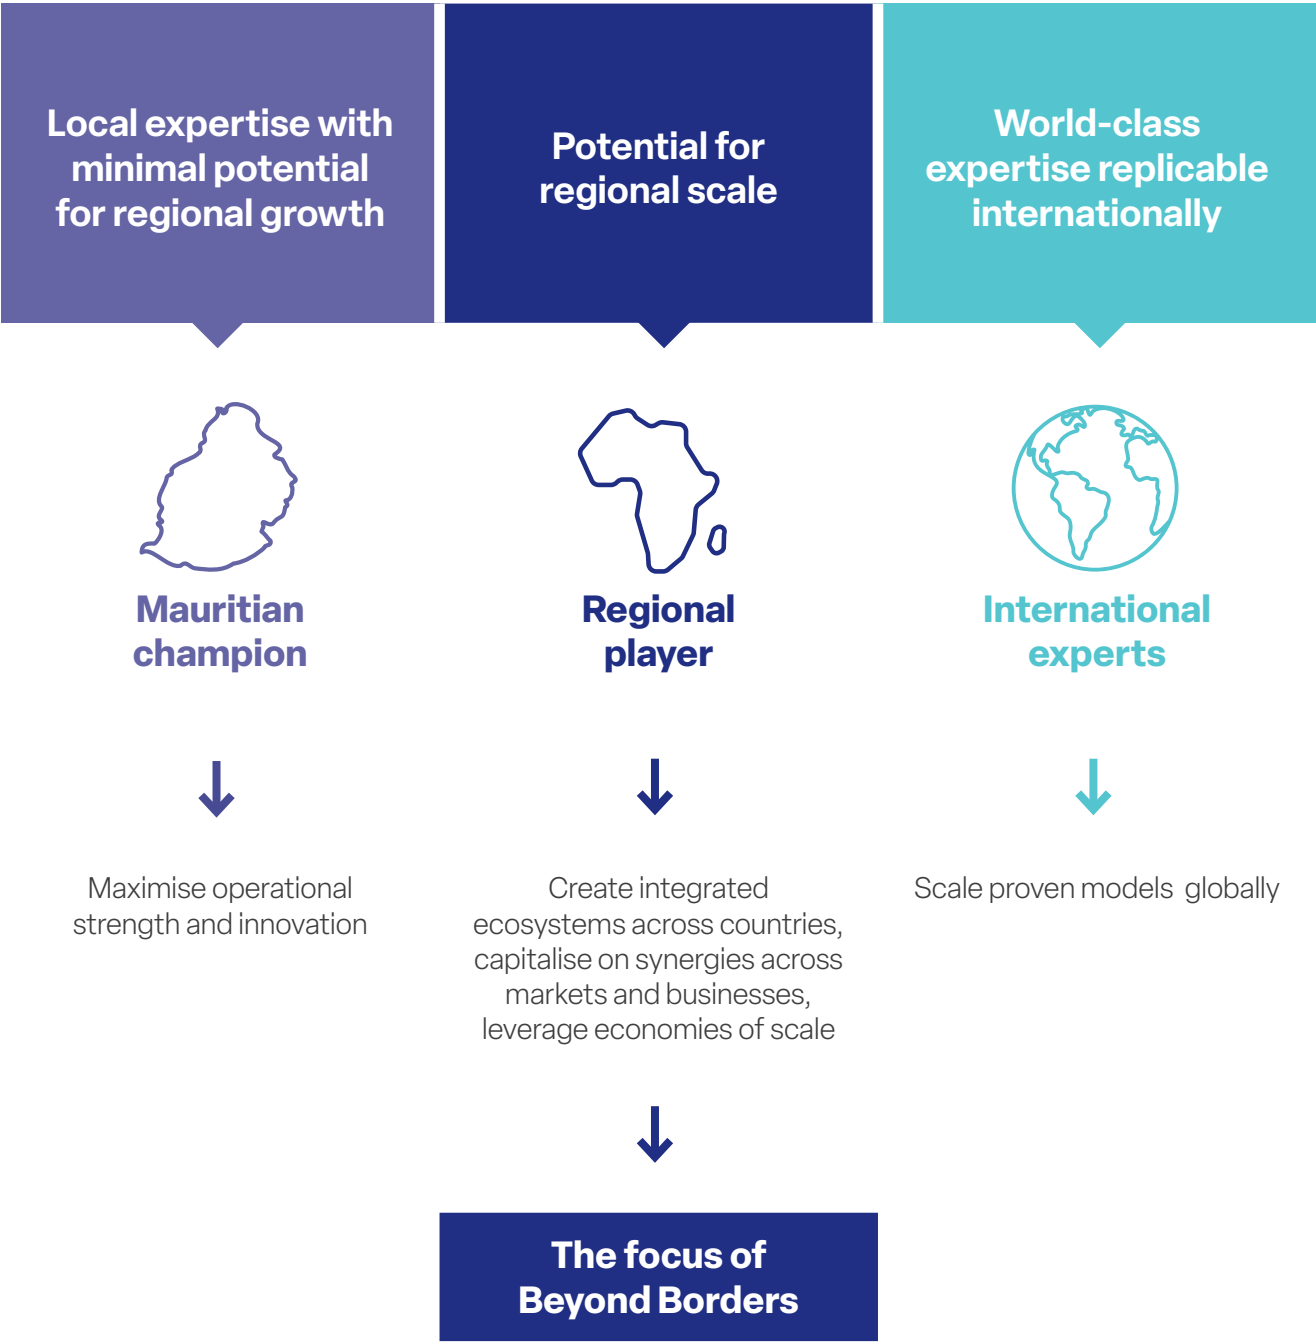 Local expertise with
minimal potential
for regional growth
Potential for
regional scale
World-class
expertise replicable
internationally
Mauritian
champion
Regional
player
International
experts
Maximise operational
strength and innovation
Create integrated
ecosystems across countries,
capitalise on synergies across
markets and businesses,
leverage economies of scale
Scale proven models globally
The focus of
Beyond Borders